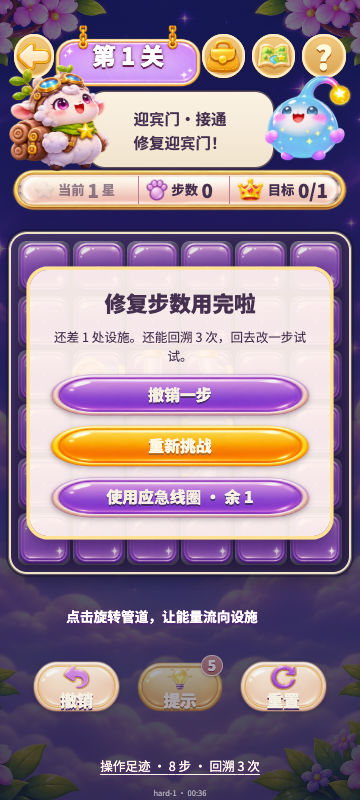 第1关
?
迎宾门·接通
修复迎宾门!
当前1星 步数0 目标0/1
修复步数用完啦
还差1处设施。还能回溯3次，回去改一步试
试。
撤销一步
重新挑战
使用应急线圈·余1
点击旋转管道，让能量流向设施
5
撤销 提示 重置
操作足迹·8步·回溯3次
hard-1·00:36